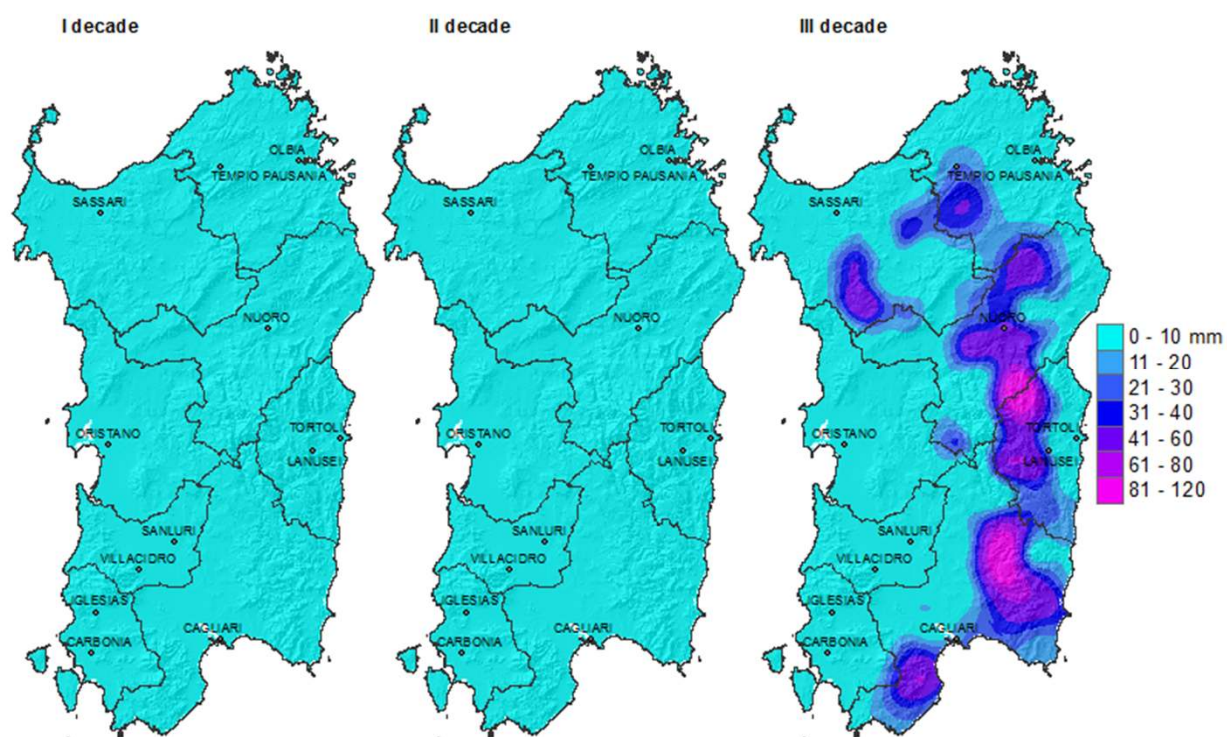 I decade
II decade
III decade
OLBIA
TEMPIO PAUSANIA
SASSARI
NUORO
ORISTANO
TORTOLI
LANUSEI
SANLURI
VILLACIDRO
IGLESIAS
CAGLIARI
CARBONIA
OLBIA
TEMPIO PAUSANIA
SASSARI
NUORO
ORISTANO
TORTOLI
LANUSEI
SANLURI
VILLACIDRO
IGLESIAS
CAGLIARI
CARBONIA
OLBIA
TEMPIO PAUSANIA
SASSARI
NUORO
ORISTANO
TORTOLI
LANUSEI
SANLURI
VILLACIDRO
IGLESIAS
CAGLIARI
CARBONIA
0 - 10 mm
11 - 20
21 - 30
31 - 40
41 - 60
61 - 80
81 - 120